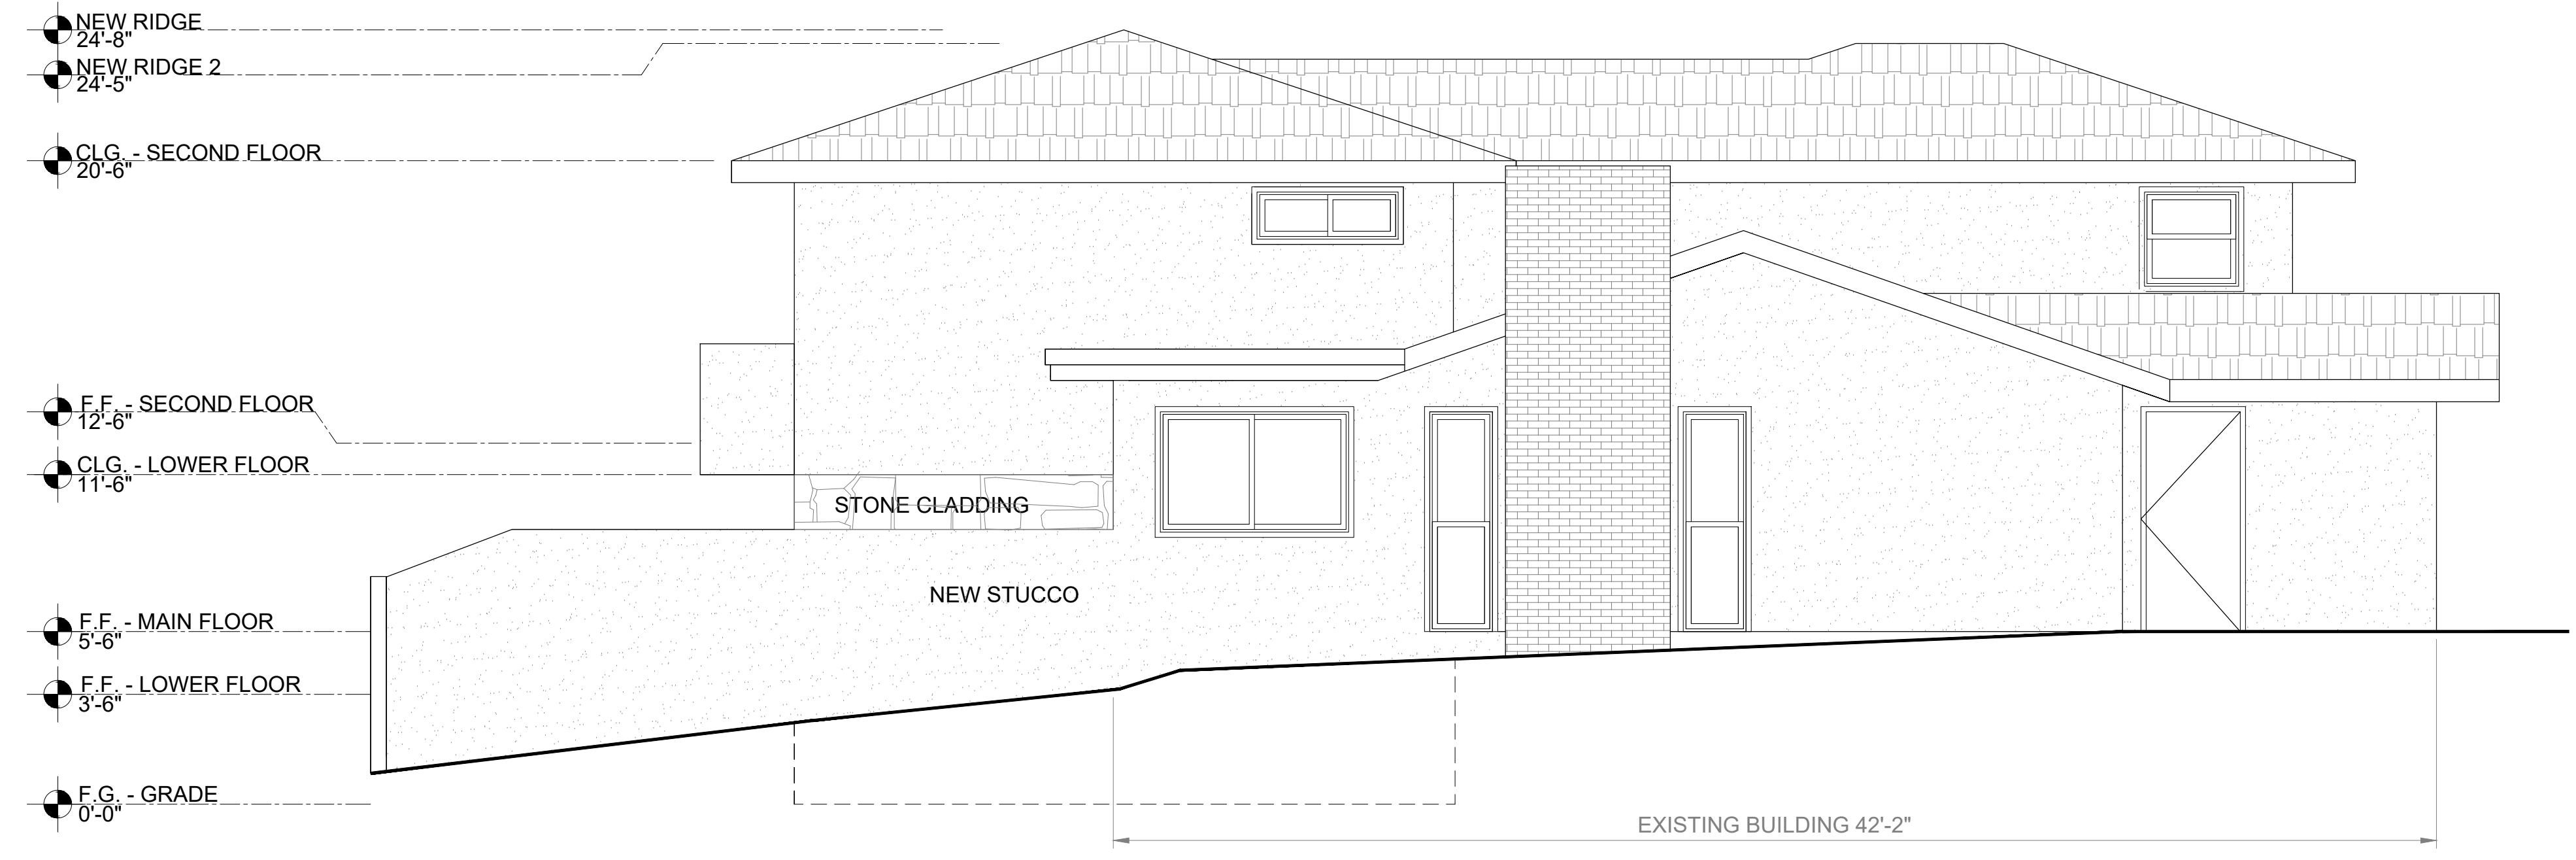 NEW RIDGE
24'-8"
NEW RIDGE 2
24'-5"
CLG. - SECOND FLOOR
20'-6"
F.F. - SECOND FLOOR
12'-6"
CLG. - LOWER FLOOR
11'-6"
STONE CLADDING
NEW STUCCO
F.F. - MAIN FLOOR
5'-6"
F.F. - LOWER FLOOR
3'-6"
F.G. - GRADE
0'-0"
EXISTING BUILDING 42'-2"